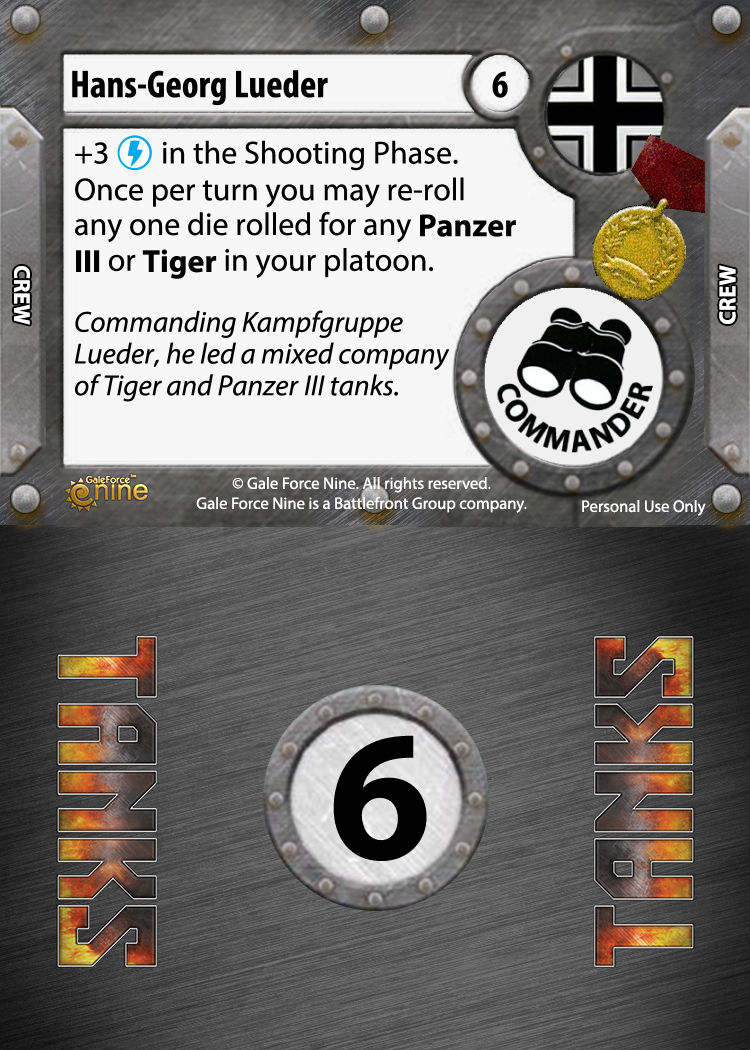 Hans-Georg Lueder
6
+3 in the Shooting Phase.
Once per turn you may re-roll
any one die rolled for any Panzer
III or Tiger in your platoon.
Commanding Kampfgruppe
Lueder, he led a mixed company
of Tiger and Panzer III tanks.
COMMANDER
CREW
CREW
GaleForce™
nine
© Gale Force Nine. All rights reserved.
Gale Force Nine is a Battlefront Group company.
Personal Use Only
TANKS
6
TANKS